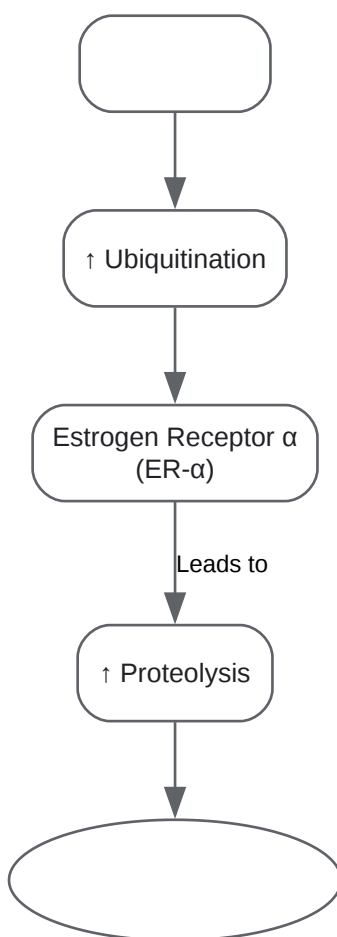 ↑ Ubiquitination
Estrogen Receptor α
(ER-α)
Leads to
↑ Proteolysis